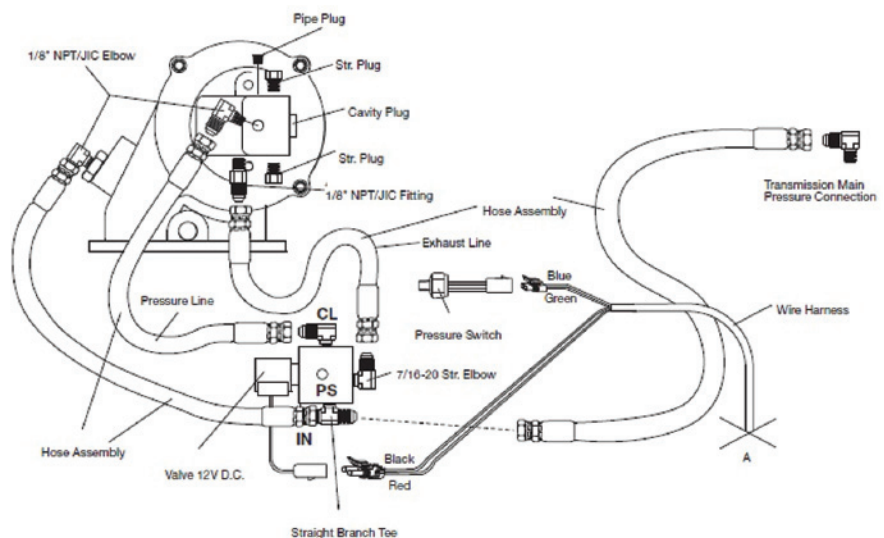 Pipe Plug
1/8" NPT/JIC Elbow
Str. Plug
Cavity Plug
Str. Plug
1/8" NPT/JIC Fitting
Transmission Main
Pressure Connection
Hose Assembly
Exhaust Line
Blue
Green
Pressure Line
CL
Pressure Switch
Wire Harness
PS
7/16-20 Str. Elbow
IN
Hose Assembly
Valve 12V D.C.
Black
Red
A
Straight Branch Tee